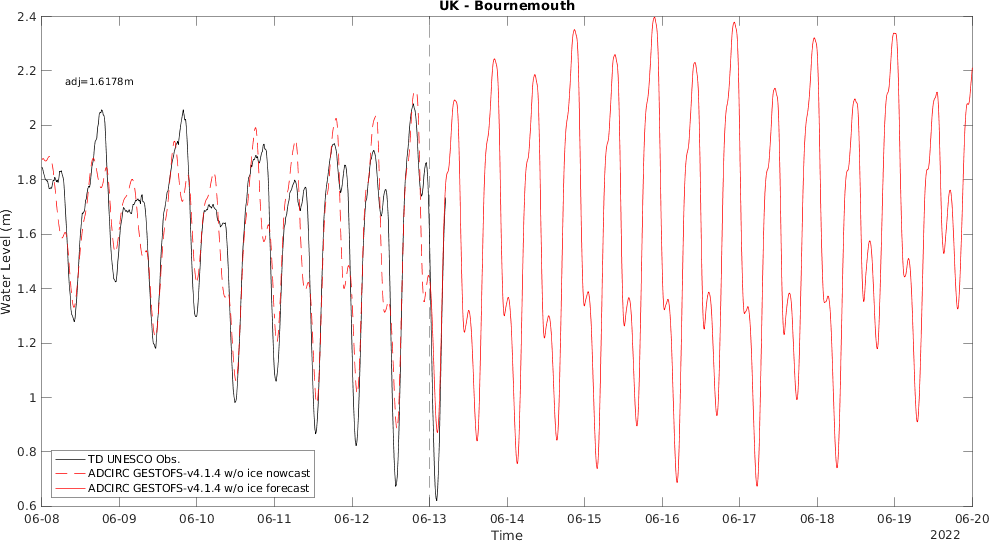 UK - Bournemouth
2.4
2.2
2
1.8
1.6
1.4
1.2
1
0.8
0.6
Water Level (m)
adj=1.6178m
TD UNESCO Obs.
ADCIRC GESTOFS-v4.1.4 w/o ice nowcast
ADCIRC GESTOFS-v4.1.4 w/o ice forecast
06-08 06-09 06-10 06-11 06-12 06-13 06-14 06-15 06-16 06-17 06-18 06-19 06-20
Time
2022